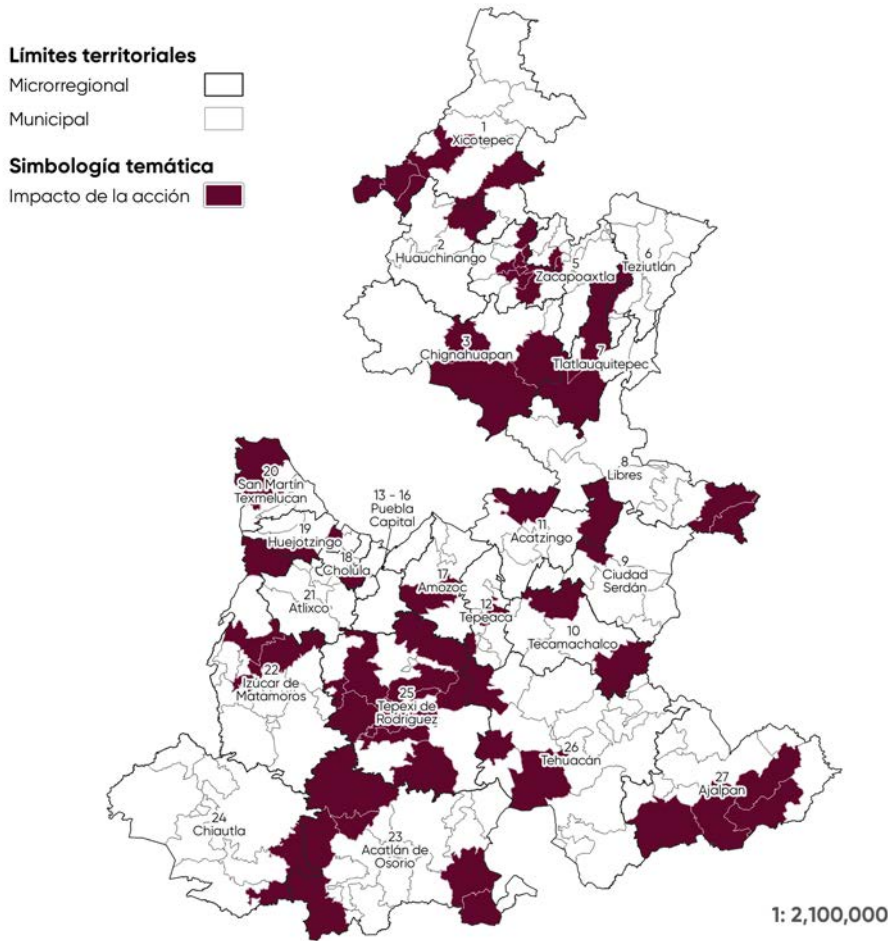 Límites territoriales
Microrregional
Municipal
Simbología temática
Impacto de la acción
1
Xicotepec
2
Huauchinango
5
Zacapoaxtla
6
Teziutlán
3
Chignahuapan
7
Tlatlauquitepec
8
Libres
20
San Martín
Texmelucan
13 - 16
Puebla
Capital
19
Huejotzingo
18
Cholula
11
Acatzingo
9
Ciudad
Serdán
17
Amozoc
21
Atlixco
12
Tepeaca
10
Tecamachalco
22
Izúcar de
Matamoros
25
Tepexi de
Rodríguez
26
Tehuacán
27
Ajalpan
24
Chiautla
23
Acatlán de
Osorio
1: 2,100,000